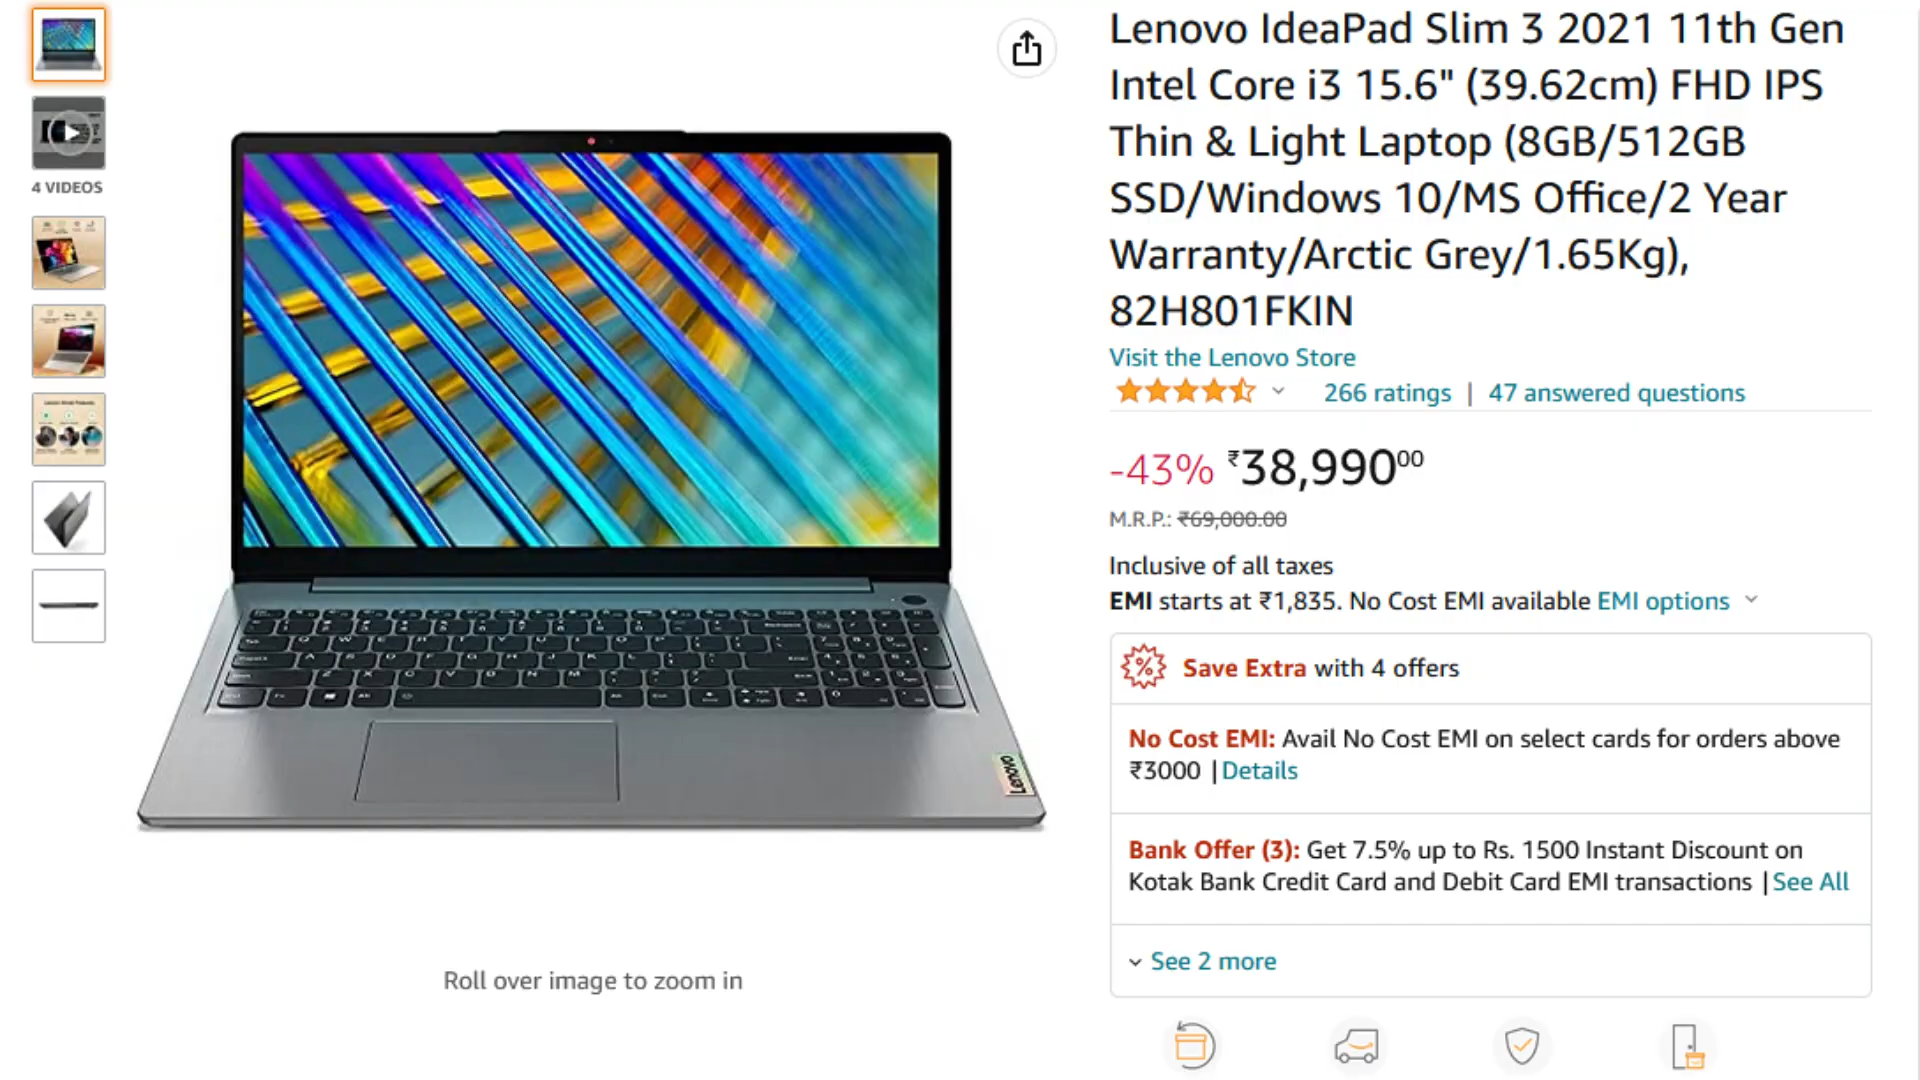 Lenovo IdeaPad Slim 3 2021 11th Gen
Intel Core i3 15.6" (39.62cm) FHD IPS
Thin & Light Laptop (8GB/512GB
SSD/Windows 10/MS Office/2 Year
Warranty/Arctic Grey/1.65Kg),
82H801FKIN
Visit the Lenovo Store
266 ratings | 47 answered questions
-43% ₹38,99000
M.R.P.: ₹69,000.00
Inclusive of all taxes
EMI starts at ₹1,835. No Cost EMI available EMI options
% Save Extra with 4 offers
No Cost EMI: Avail No Cost EMI on select cards for orders above
₹3000 | Details
Bank Offer (3): Get 7.5% up to Rs. 1500 Instant Discount on
Kotak Bank Credit Card and Debit Card EMI transactions | See All
See 2 more
4 VIDEOS
Lenovo
Roll over image to zoom in